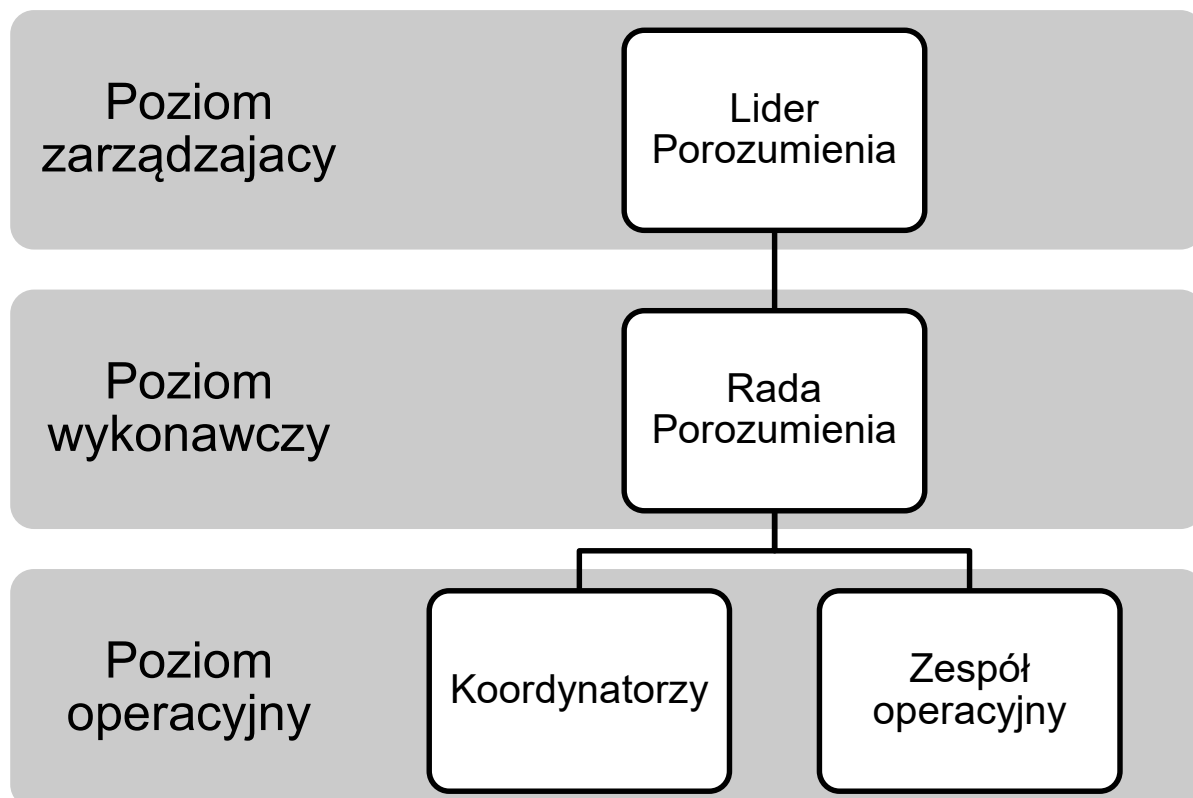 Poziom
zarządzajacy
Lider
Porozumienia
Poziom
wykonawczy
Rada
Porozumienia
Poziom
operacyjny
Koordynatorzy
Zespół
operacyjny